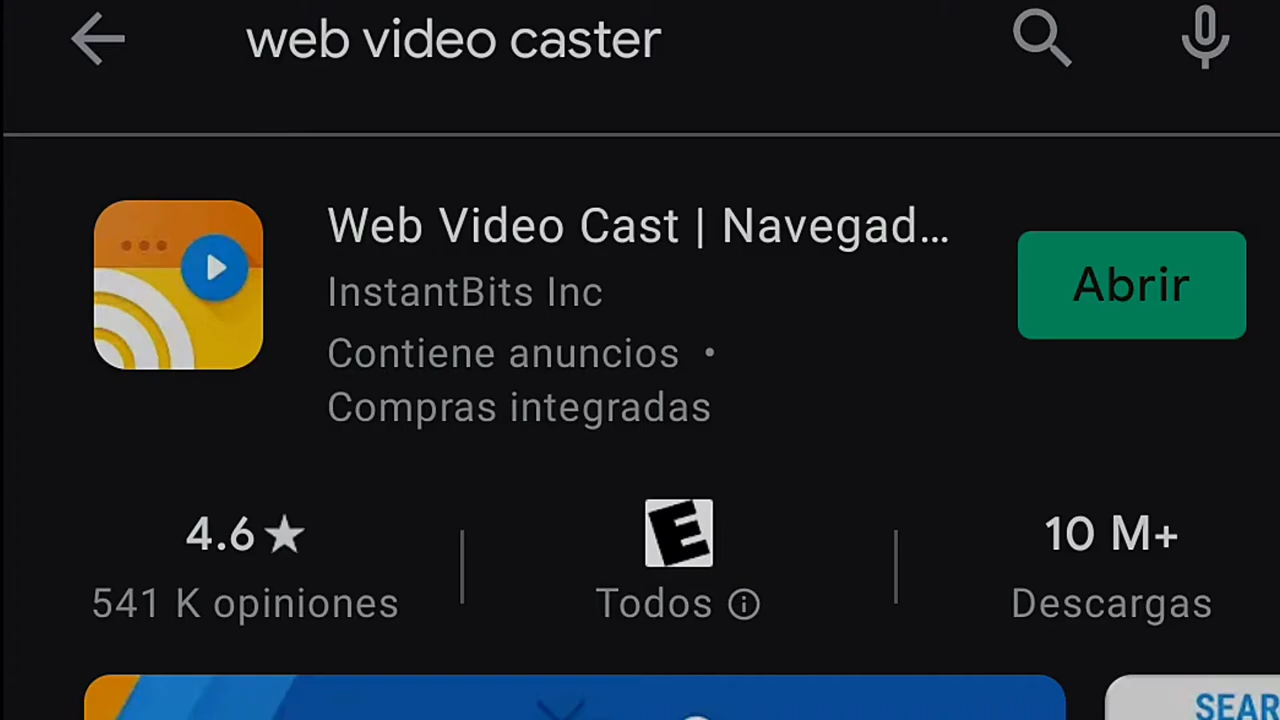 web video caster
Web Video Cast | Navegad...
InstantBits Inc
Abrir
Contiene anuncios •
Compras integradas
4.6★
E
10 M+
541 K opiniones
Todos
Descargas
SEAR